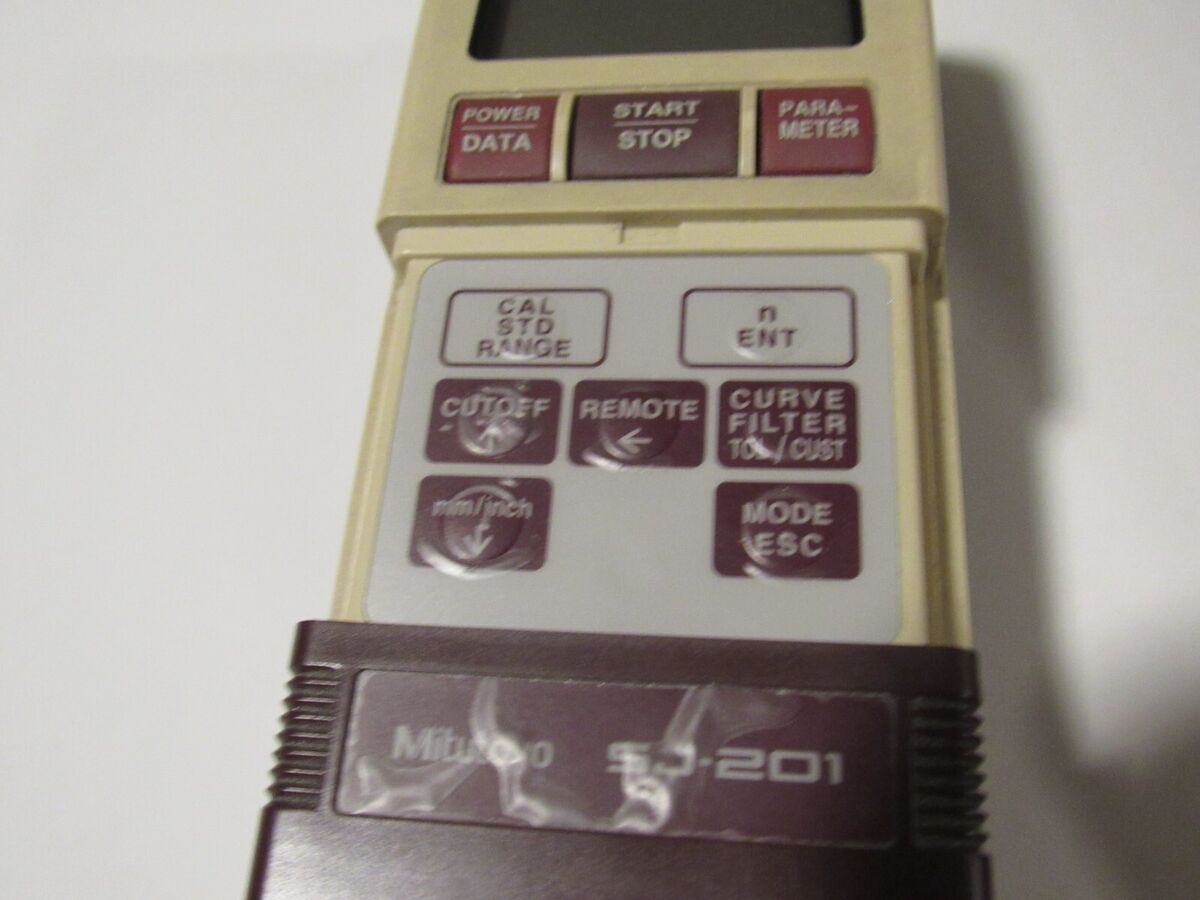 POWER
DATA
START
STOP
PARA-
METER
CAL
STD
RANGE
n
ENT
CUTOFF
REMOTE
←
CURVE
FILTER
TOL/CUST
mm/inch
↓
MODE
ESC
Mitutoyo SJ-201